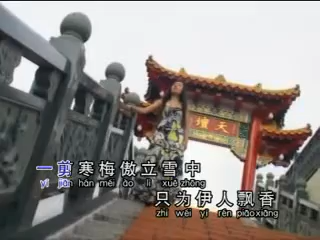 天壇
一剪寒梅傲立雪中
yī jiǎn hán méi ào lì xuě zhōng
只为伊人飘香
zhǐ wèi yī rén piāo xiāng